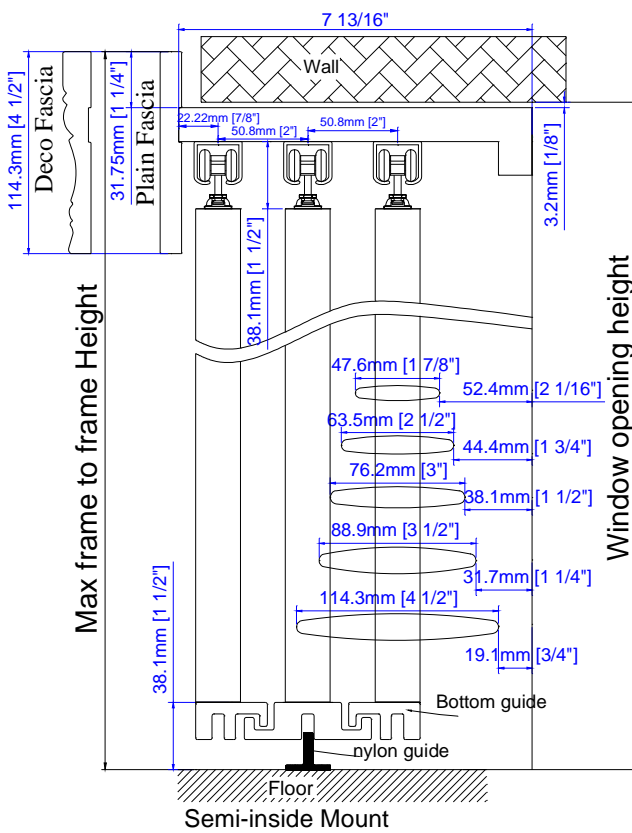 7 13/16"
Wall
114.3mm [4 1/2"]
Deco Fascia
31.75mm [1 1/4"]
Plain Fascia
22.22mm [7/8"]
50.8mm [2"]
50.8mm [2"]
3.2mm [1/8"]
38.1mm [1 1/2"]
Max frame to frame Height
Window opening height
47.6mm [1 7/8"]
52.4mm [2 1/16"]
63.5mm [2 1/2"]
44.4mm [1 3/4"]
76.2mm [3"]
38.1mm [1 1/2"]
88.9mm [3 1/2"]
31.7mm [1 1/4"]
114.3mm [4 1/2"]
19.1mm [3/4"]
38.1mm [1 1/2"]
Bottom guide
nylon guide
Floor
Semi-inside Mount